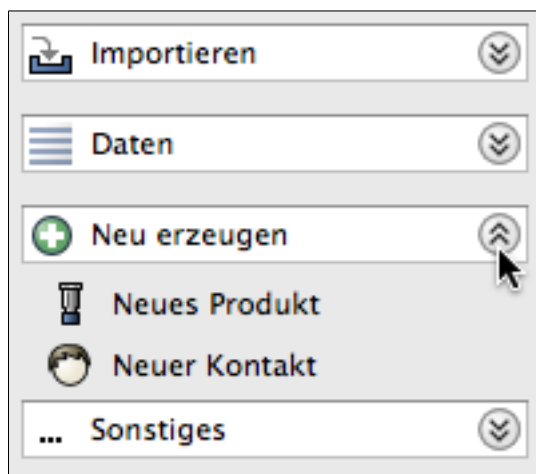 Importieren
Daten
Neu erzeugen
Neues Produkt
Neuer Kontakt
... Sonstiges